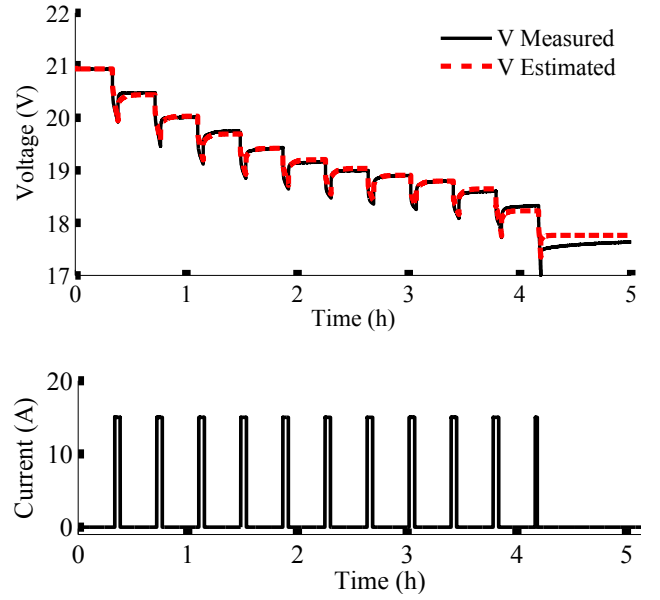 22
V Measured
21
V Estimated
20
Voltage (V)
19
18
17
0 1 2 3 4 5
Time (h)
20
Current (A)
10
0
0 1 2 3 4 5
Time (h)